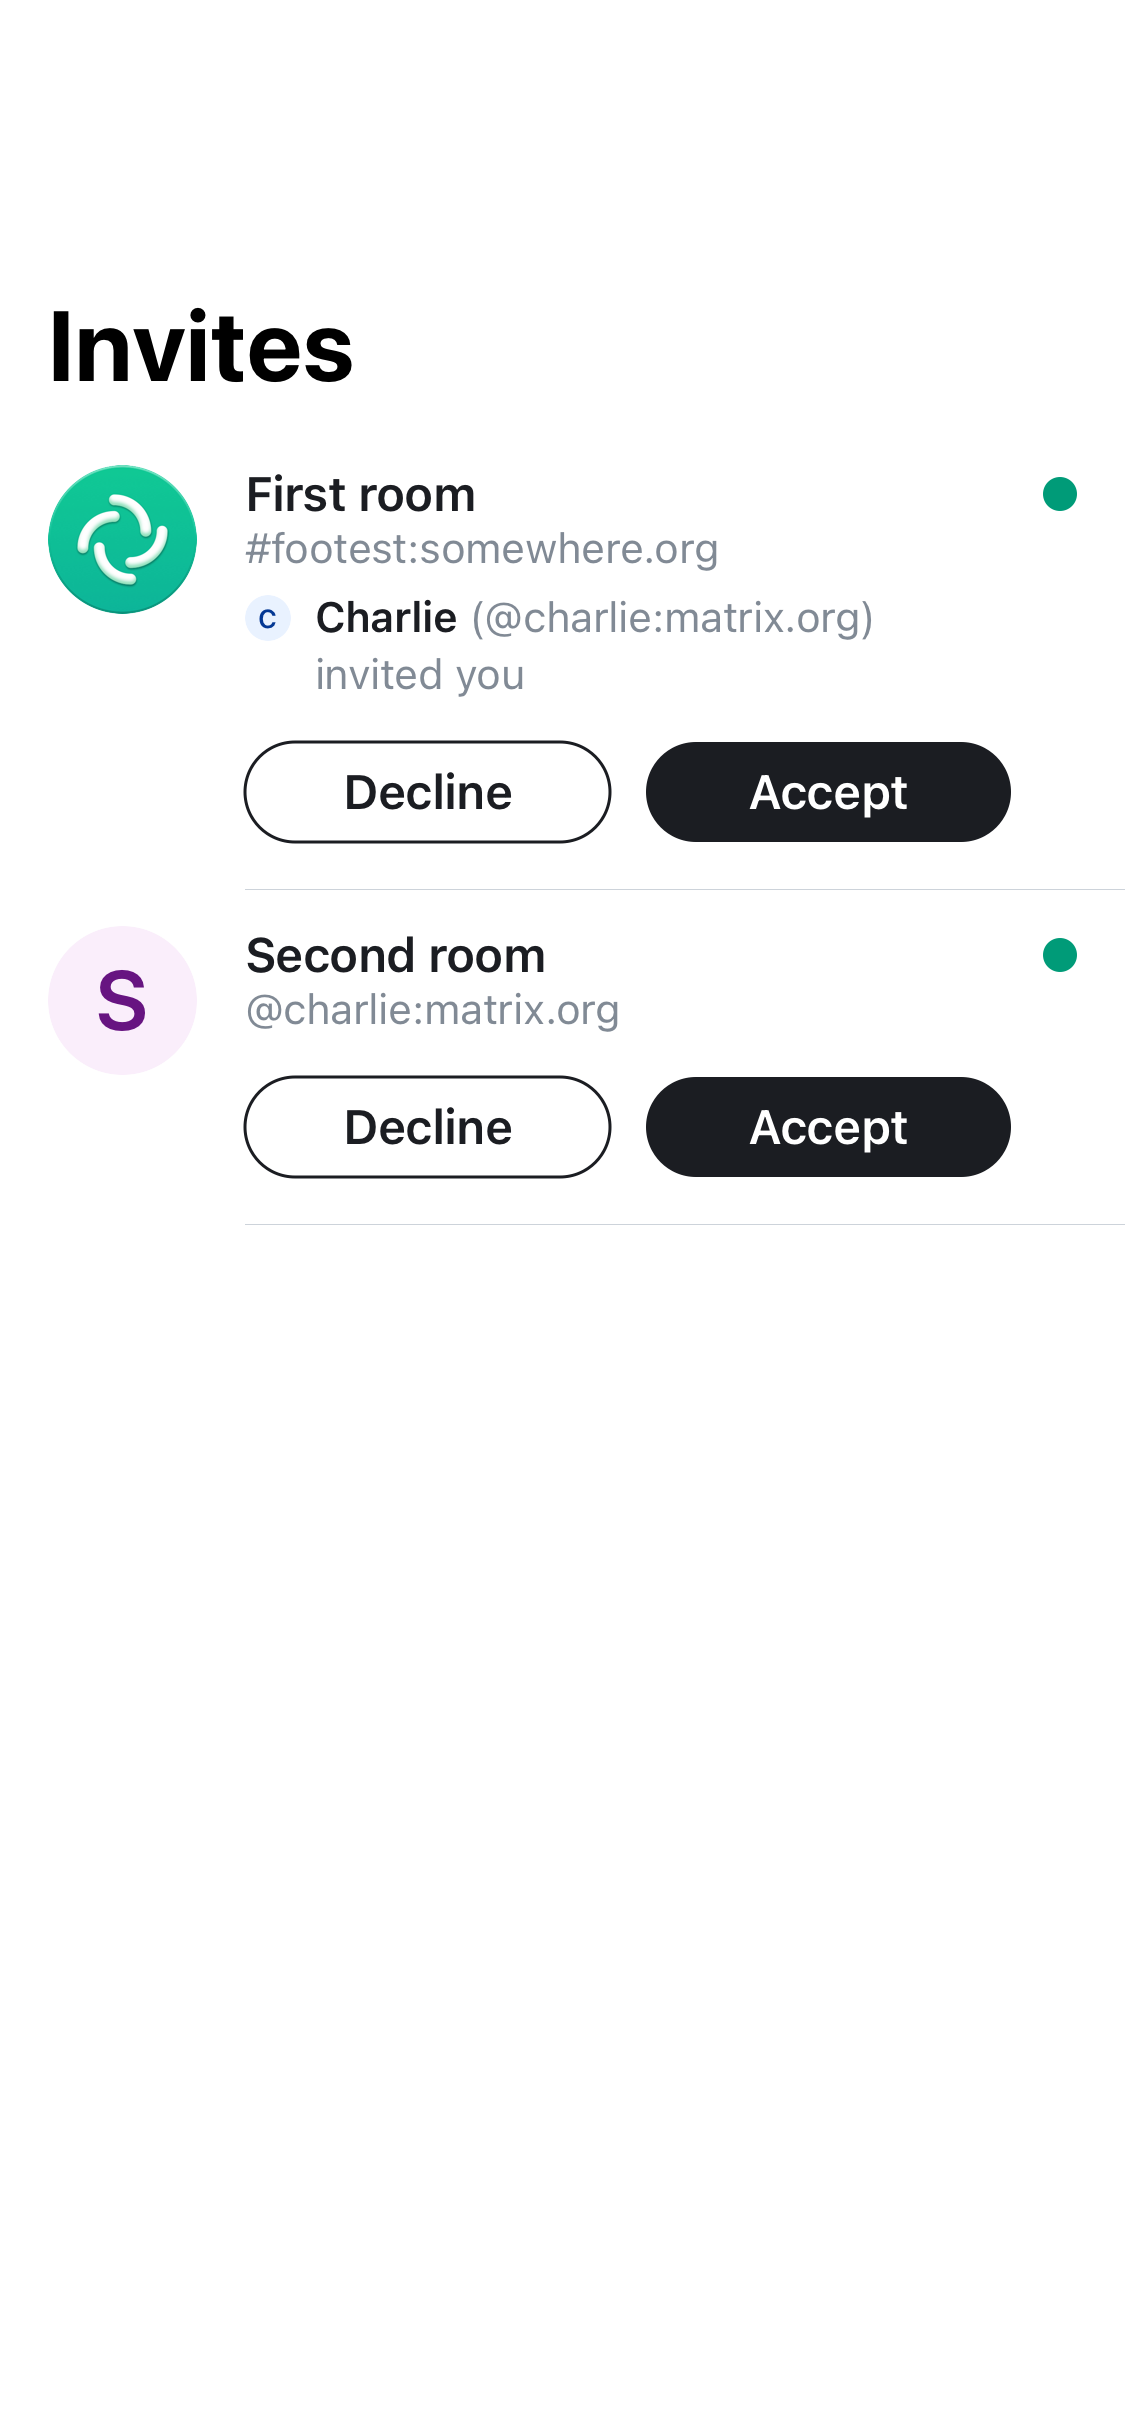 Invites
First room
#footest:somewhere.org
C Charlie (@charlie:matrix.org)
invited you
Decline Accept
S Second room
@charlie:matrix.org
Decline Accept